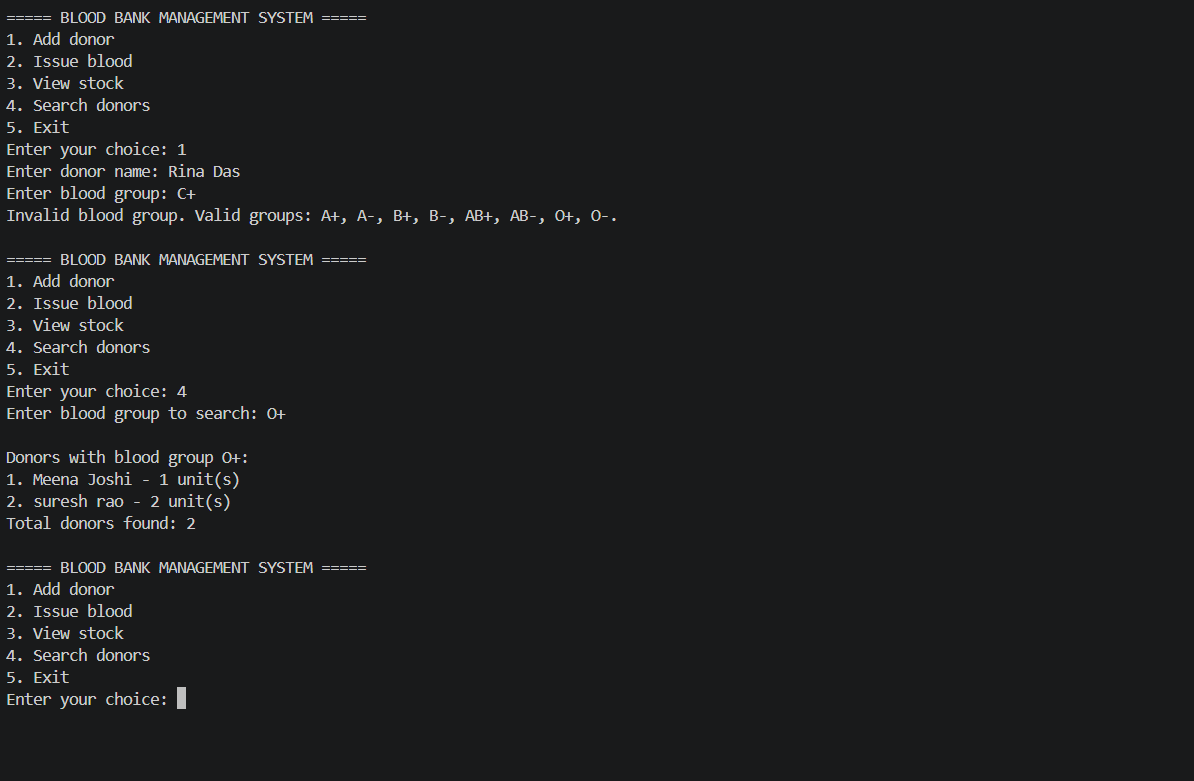 ===== BLOOD BANK MANAGEMENT SYSTEM =====
1. Add donor
2. Issue blood
3. View stock
4. Search donors
5. Exit
Enter your choice: 1
Enter donor name: Rina Das
Enter blood group: C+
Invalid blood group. Valid groups: A+, A-, B+, B-, AB+, AB-, O+, O-.

===== BLOOD BANK MANAGEMENT SYSTEM =====
1. Add donor
2. Issue blood
3. View stock
4. Search donors
5. Exit
Enter your choice: 4
Enter blood group to search: O+

Donors with blood group O+:
1. Meena Joshi - 1 unit(s)
2. suresh rao - 2 unit(s)
Total donors found: 2

===== BLOOD BANK MANAGEMENT SYSTEM =====
1. Add donor
2. Issue blood
3. View stock
4. Search donors
5. Exit
Enter your choice: